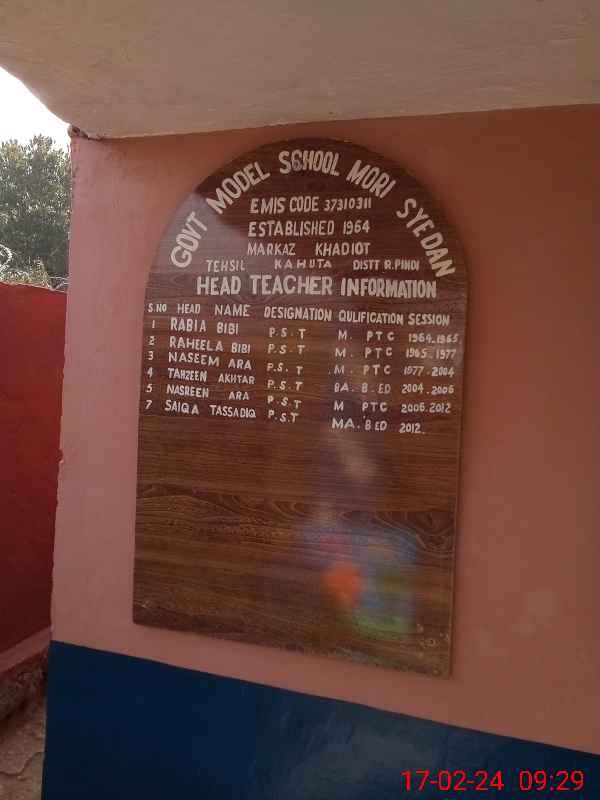 GOVT MODEL SCHOOL MORI SYEDAN
EMIS CODE 37310311
ESTABLISHED 1964
MARKAZ KHADIOT
TEHSIL KAHUTA DISTT R.PINDI
HEAD TEACHER INFORMATION
S.NO HEAD NAME DESIGNATION QULIFICATION SESSION
1 RABIA BIBI P.S.T M. PTC 1964.1965
2 RAHEELA BIBI P.S.T M. PTC 1965.1977
3 NASEEM ARA P.S.T M. PTC 1977-2004
4 TAHZEEN AKHTAR P.S.T BA. B.ED 2004.2006
5 NASREEN ARA P.S.T M PTC 2006.2012
7 SAIQA TASSADIQ P.S.T MA. BED 2012.
17-02-24 09:29